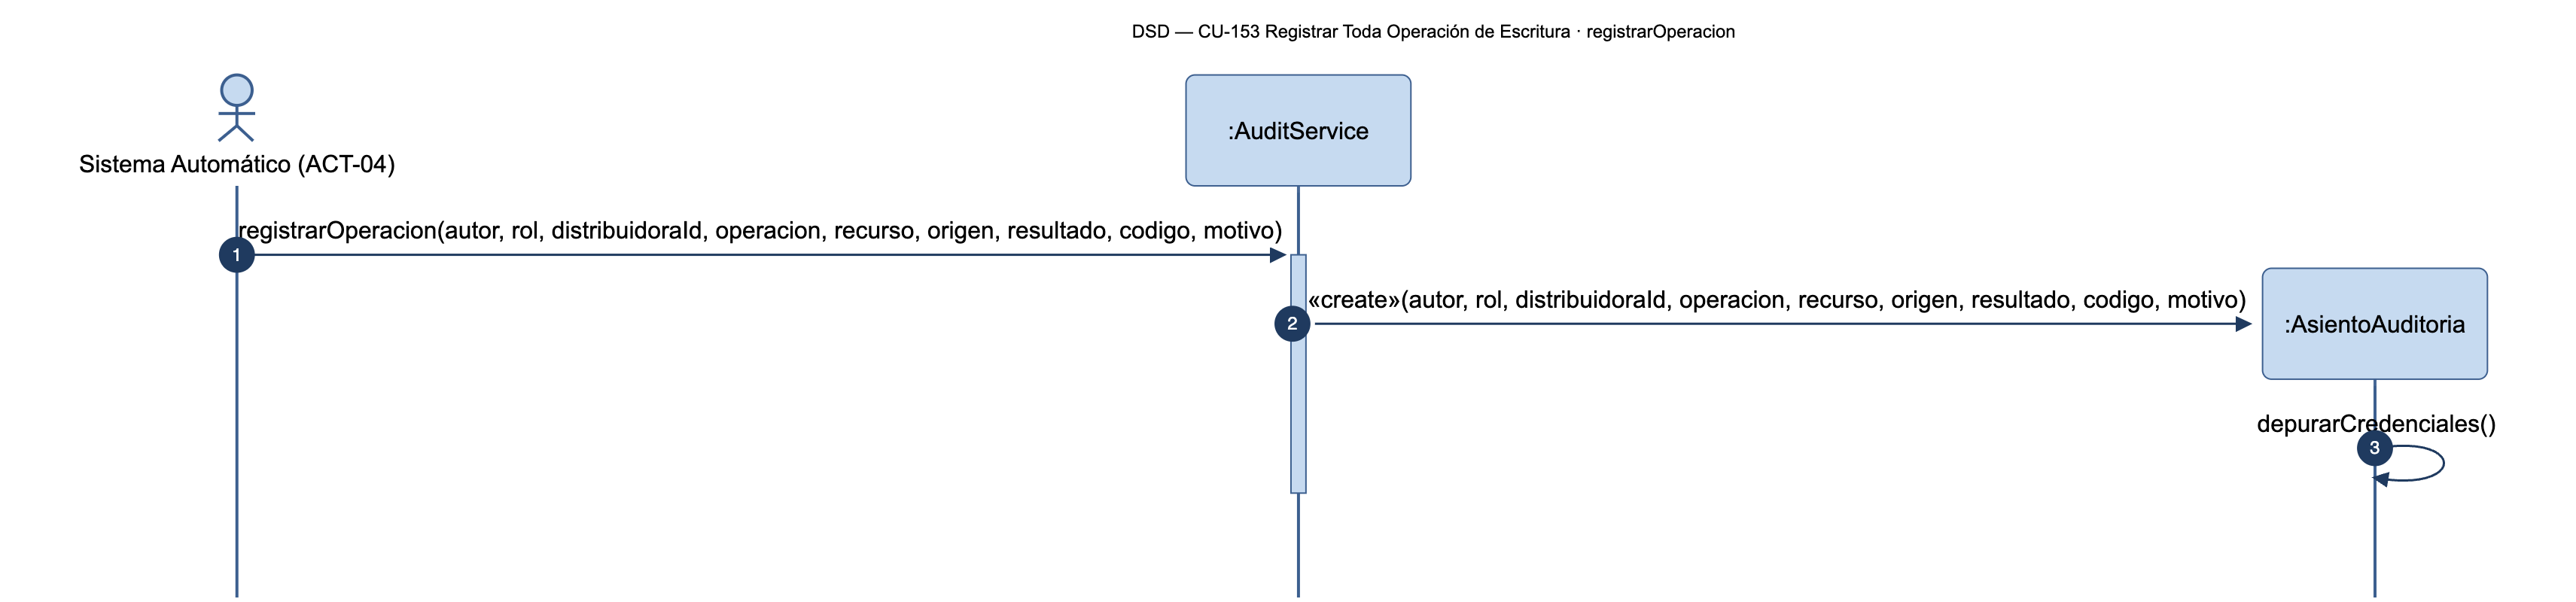 DSD — CU-153 Registrar Toda Operación de Escritura · registrarOperacion
:AuditService
Sistema Automático (ACT-04)
registrarOperacion(autor, rol, distribuidoraId, operacion, recurso, origen, resultado, codigo, motivo)
1
«create»(autor, rol, distribuidoraId, operacion, recurso, origen, resultado, codigo, motivo)
2
:AsientoAuditoria
depurarCredenciales()
3